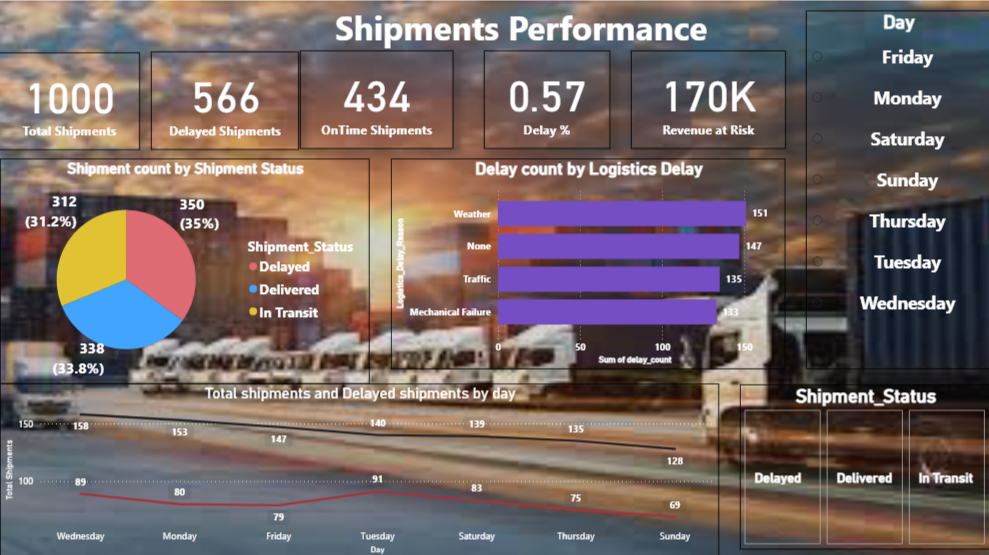 Shipments Performance
1000
Total Shipments
566
Delayed Shipments
434
OnTime Shipments
0.57
Delay %
170K
Revenue at Risk
Day
Friday
Monday
Saturday
Sunday
Thursday
Tuesday
Wednesday
Shipment count by Shipment Status
312
(31.2%)
350
(35%)
338
(33.8%)
Shipment_Status
Delayed
Delivered
In Transit
Delay count by Logistics Delay
Logistics_Delay_Reason
Weather 151
None 147
Traffic 135
Mechanical Failure 133
0 50 100 150
Sum of delay_count
Total shipments and Delayed shipments by day
Total Shipments
150
100
158 153 147 140 139 135 128
89 80 79 91 83 75 69
Wednesday Monday Friday Tuesday Saturday Thursday Sunday
Day
Shipment_Status
Delayed Delivered In Transit